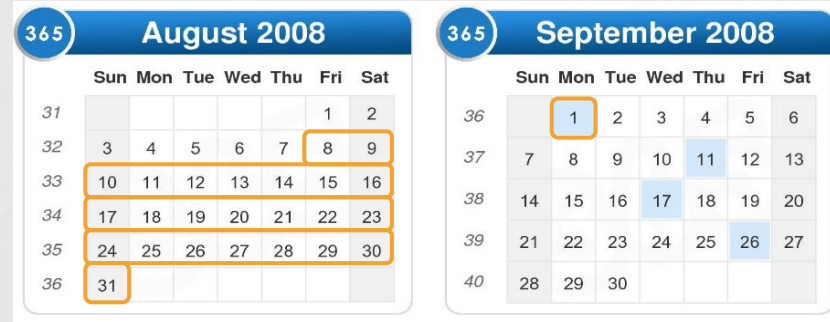 365 August 2008
Sun Mon Tue Wed Thu Fri Sat
31 1 2
32 3 4 5 6 7 8 9
33 10 11 12 13 14 15 16
34 17 18 19 20 21 22 23
35 24 25 26 27 28 29 30
36 31
365 September 2008
Sun Mon Tue Wed Thu Fri Sat
36 1 2 3 4 5 6
37 7 8 9 10 11 12 13
38 14 15 16 17 18 19 20
39 21 22 23 24 25 26 27
40 28 29 30